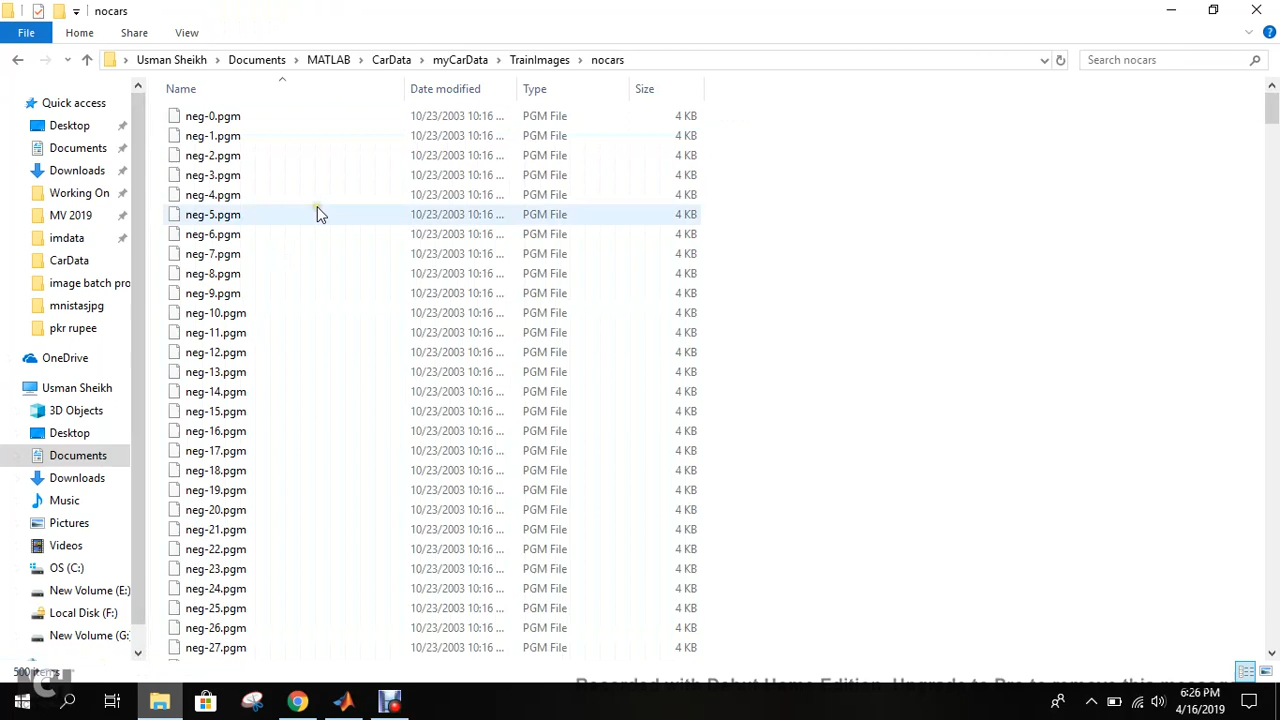 nocars
File Home Share View
Usman Sheikh Documents MATLAB CarData myCarData TrainImages nocars Search nocars
Name Date modified Type Size
Quick access
Desktop
Documents
Downloads
Working On
MV 2019
imdata
CarData
image batch pro
mnistasjpg
pkr rupee
OneDrive
Usman Sheikh
3D Objects
Desktop
Documents
Downloads
Music
Pictures
Videos
OS (C:)
New Volume (E:)
Local Disk (F:)
New Volume (G:
neg-0.pgm 10/23/2003 10:16 ... PGM File 4 KB
neg-1.pgm 10/23/2003 10:16 ... PGM File 4 KB
neg-2.pgm 10/23/2003 10:16 ... PGM File 4 KB
neg-3.pgm 10/23/2003 10:16 ... PGM File 4 KB
neg-4.pgm 10/23/2003 10:16 ... PGM File 4 KB
neg-5.pgm 10/23/2003 10:16 ... PGM File 4 KB
neg-6.pgm 10/23/2003 10:16 ... PGM File 4 KB
neg-7.pgm 10/23/2003 10:16 ... PGM File 4 KB
neg-8.pgm 10/23/2003 10:16 ... PGM File 4 KB
neg-9.pgm 10/23/2003 10:16 ... PGM File 4 KB
neg-10.pgm 10/23/2003 10:16 ... PGM File 4 KB
neg-11.pgm 10/23/2003 10:16 ... PGM File 4 KB
neg-12.pgm 10/23/2003 10:16 ... PGM File 4 KB
neg-13.pgm 10/23/2003 10:16 ... PGM File 4 KB
neg-14.pgm 10/23/2003 10:16 ... PGM File 4 KB
neg-15.pgm 10/23/2003 10:16 ... PGM File 4 KB
neg-16.pgm 10/23/2003 10:16 ... PGM File 4 KB
neg-17.pgm 10/23/2003 10:16 ... PGM File 4 KB
neg-18.pgm 10/23/2003 10:16 ... PGM File 4 KB
neg-19.pgm 10/23/2003 10:16 ... PGM File 4 KB
neg-20.pgm 10/23/2003 10:16 ... PGM File 4 KB
neg-21.pgm 10/23/2003 10:16 ... PGM File 4 KB
neg-22.pgm 10/23/2003 10:16 ... PGM File 4 KB
neg-23.pgm 10/23/2003 10:16 ... PGM File 4 KB
neg-24.pgm 10/23/2003 10:16 ... PGM File 4 KB
neg-25.pgm 10/23/2003 10:16 ... PGM File 4 KB
neg-26.pgm 10/23/2003 10:16 ... PGM File 4 KB
neg-27.pgm 10/23/2003 10:16 ... PGM File 4 KB
500 items
Recorded with Debut Home Edition. Upgrade to Pro to remove this message
6:26 PM
4/16/2019